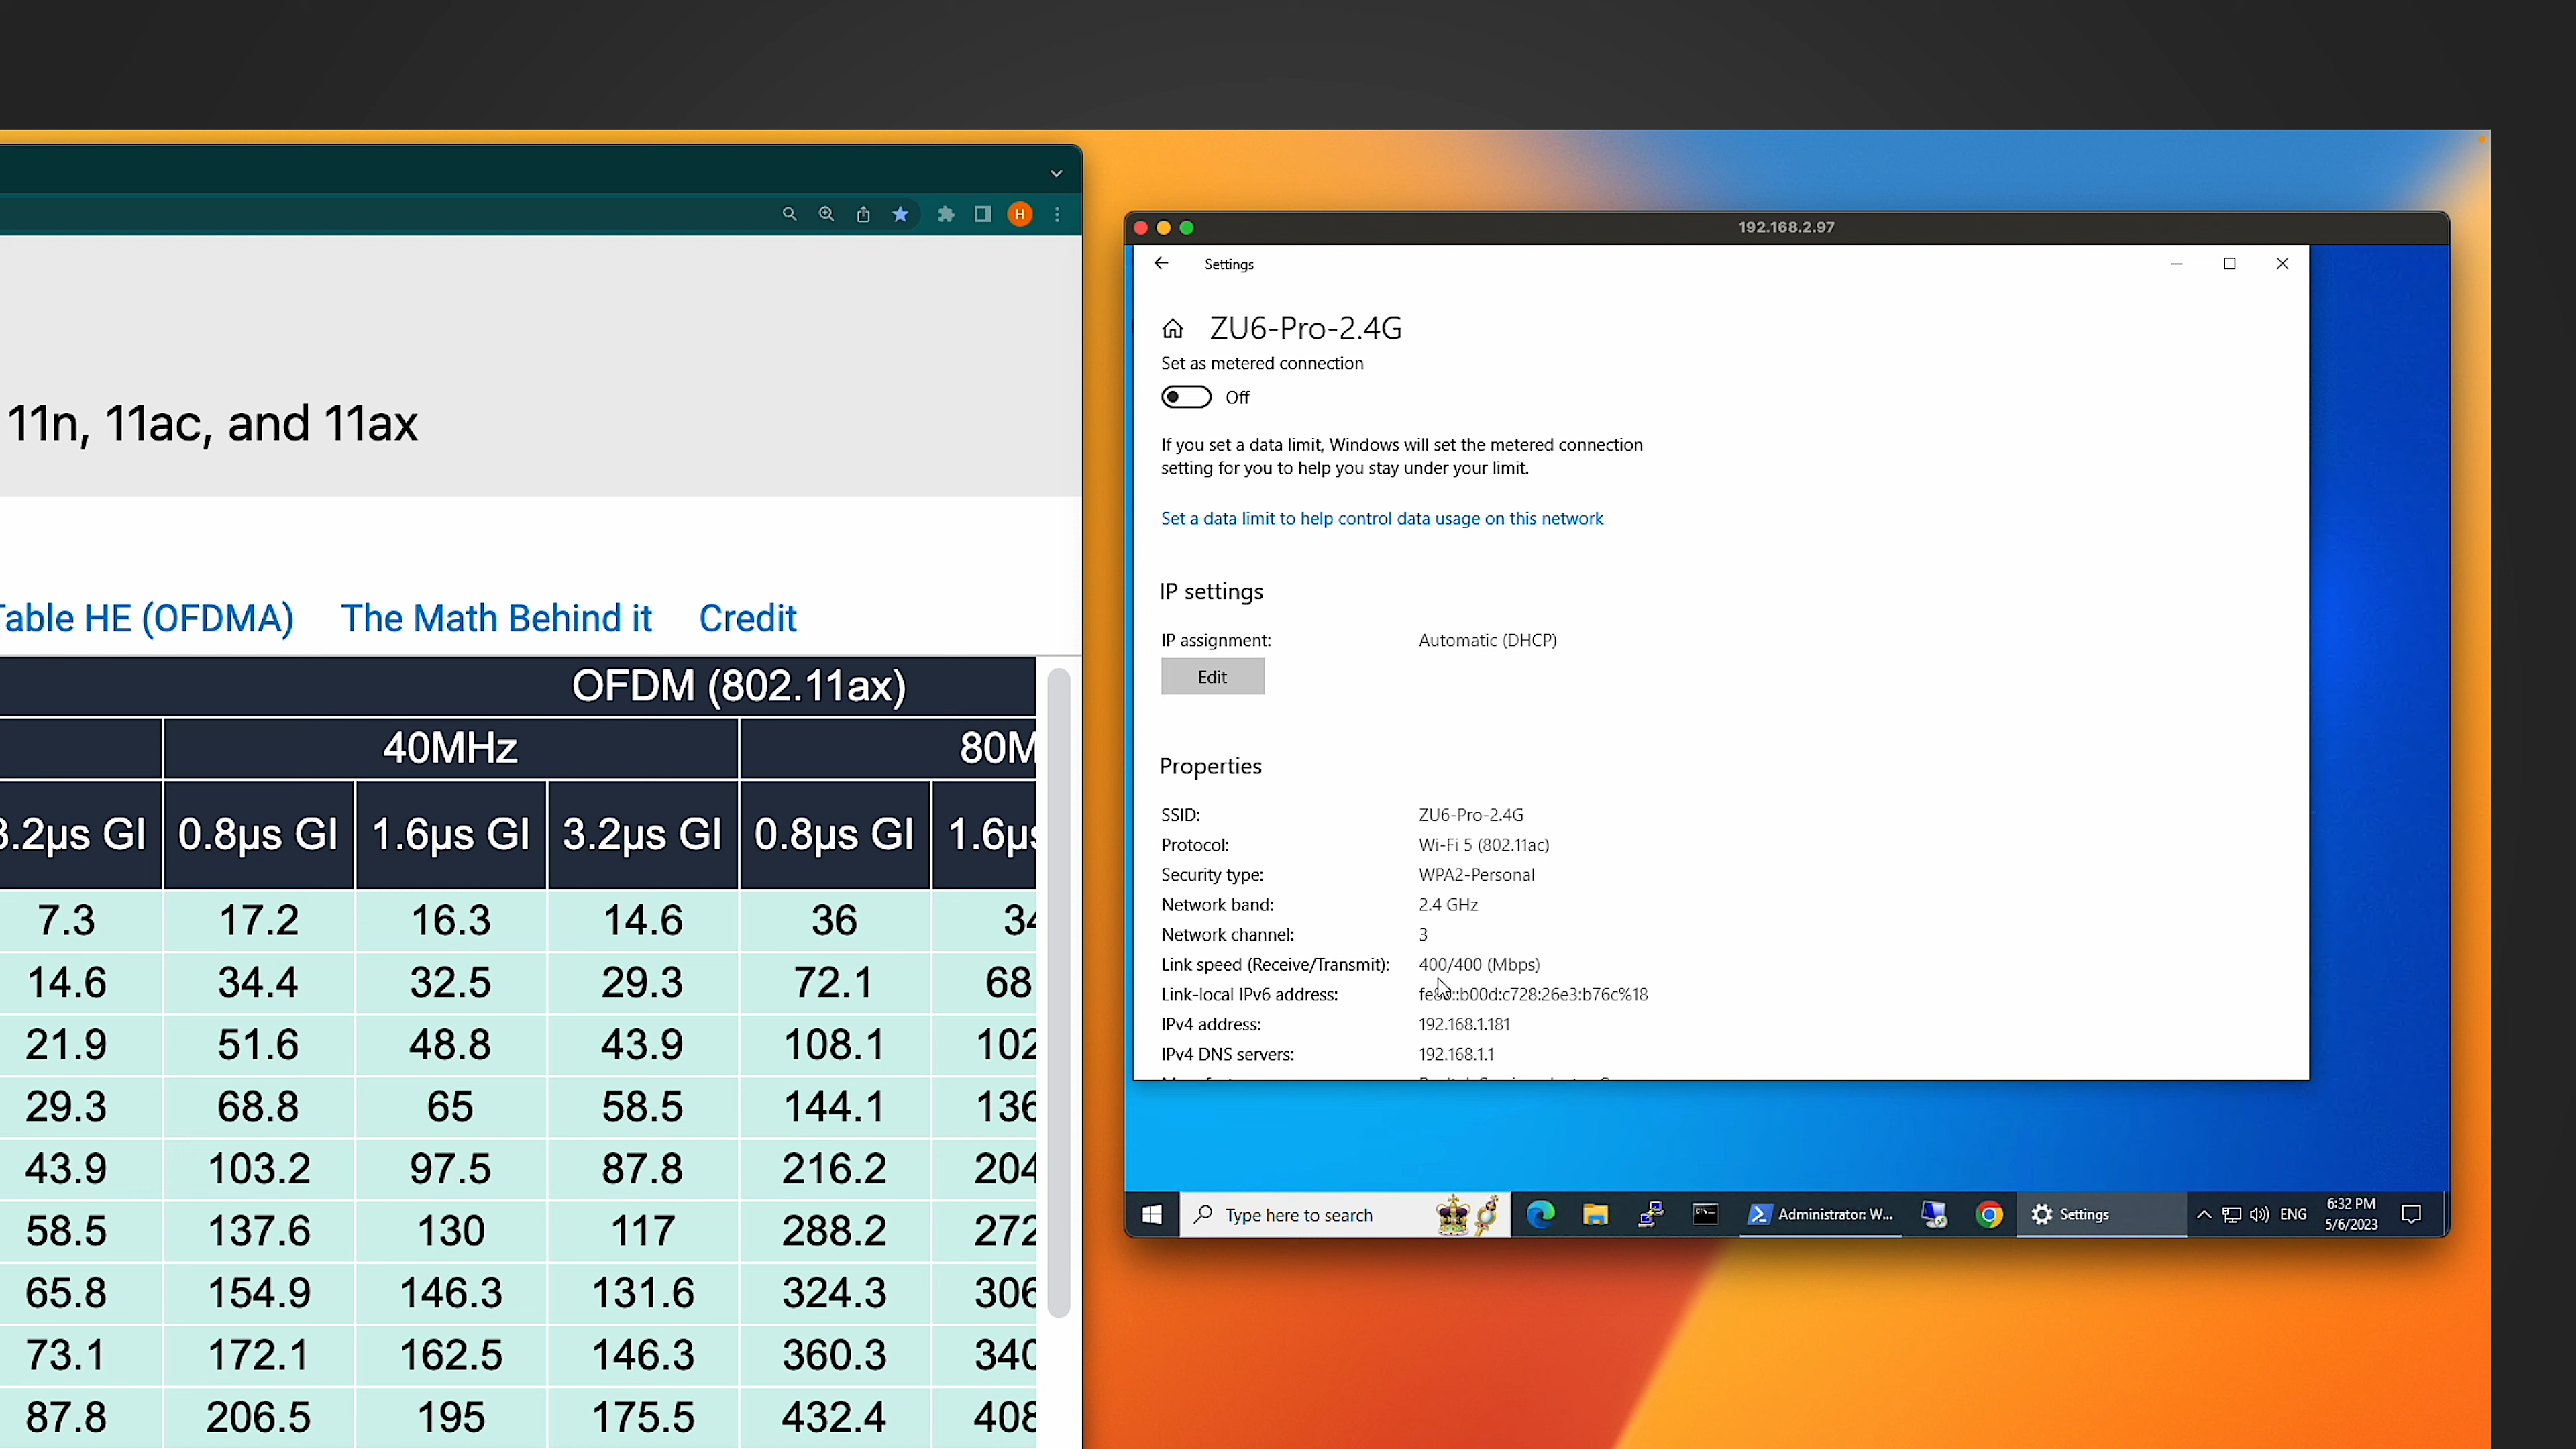 H
11n, 11ac, and 11ax
Table HE (OFDMA) The Math Behind it Credit
OFDM (802.11ax)
40MHz 80M
3.2µs GI 0.8µs GI 1.6µs GI 3.2µs GI 0.8µs GI 1.6µs
7.3 17.2 16.3 14.6 36 34
14.6 34.4 32.5 29.3 72.1 68
21.9 51.6 48.8 43.9 108.1 102
29.3 68.8 65 58.5 144.1 136
43.9 103.2 97.5 87.8 216.2 204
58.5 137.6 130 117 288.2 272
65.8 154.9 146.3 131.6 324.3 306
73.1 172.1 162.5 146.3 360.3 340
87.8 206.5 195 175.5 432.4 408
192.168.2.97
Settings
ZU6-Pro-2.4G
Set as metered connection
Off
If you set a data limit, Windows will set the metered connection
setting for you to help you stay under your limit.
Set a data limit to help control data usage on this network
IP settings
IP assignment: Automatic (DHCP)
Edit
Properties
SSID: ZU6-Pro-2.4G
Protocol: Wi-Fi 5 (802.11ac)
Security type: WPA2-Personal
Network band: 2.4 GHz
Network channel: 3
Link speed (Receive/Transmit): 400/400 (Mbps)
Link-local IPv6 address: fe80::b00d:c728:26e3:b76c%18
IPv4 address: 192.168.1.181
IPv4 DNS servers: 192.168.1.1
Type here to search
Administrator: W...
Settings
ENG
6:32 PM
5/6/2023